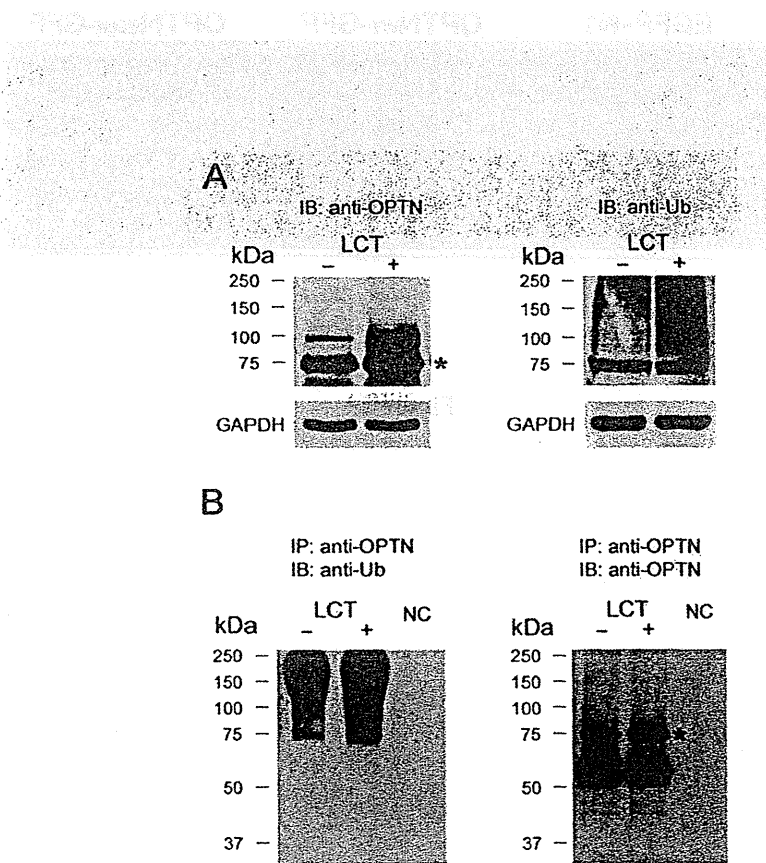 A
IB: anti-OPTN
IB: anti-Ub
kDa
LCT
– +
250 –
150 –
100 –
75 –
*
GAPDH
kDa
LCT
– +
250 –
150 –
100 –
75 –
GAPDH
B
IP: anti-OPTN
IB: anti-Ub
IP: anti-OPTN
IB: anti-OPTN
kDa
LCT NC
– +
250 –
150 –
100 –
75 –
50 –
37 –
kDa
LCT NC
– +
250 –
150 –
100 –
75 –
*
50 –
37 –